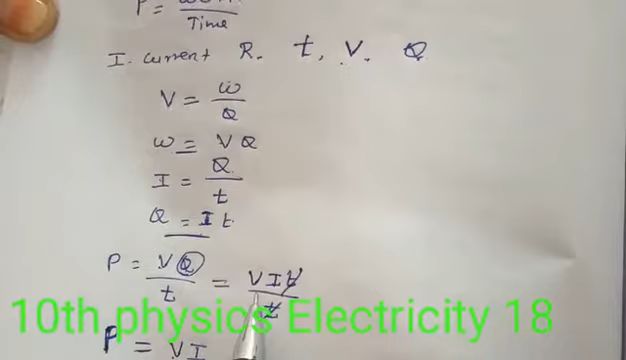 P = work
Time
I. current R. t, V. Q
V = W
Q
W = VQ
I = Q
t
Q = It
P = VQ = VIt
t t
10th physics Electricity 18
P = VI